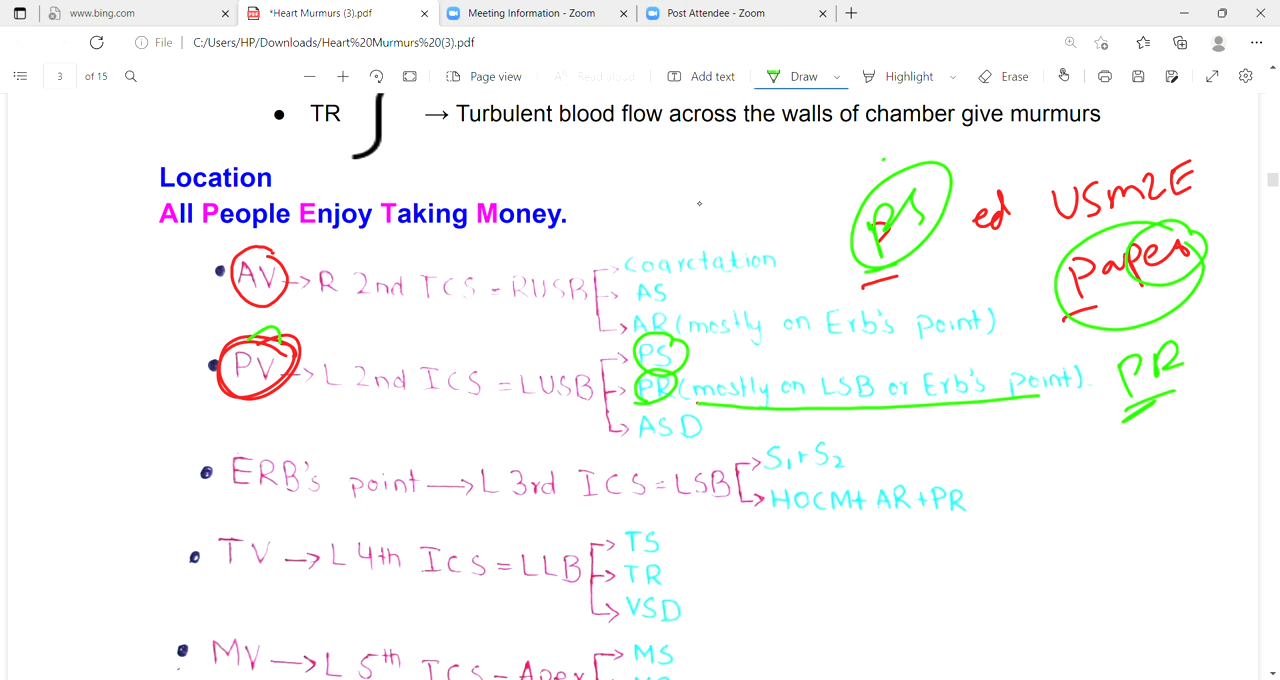 www.bing.com
*Heart Murmurs (3).pdf
Meeting Information - Zoom
Post Attendee - Zoom
File
C:/Users/HP/Downloads/Heart%20Murmurs%20(3).pdf
3 of 15
Page view
Read aloud
Add text
Draw
Highlight
Erase
• TR → Turbulent blood flow across the walls of chamber give murmurs
Location
All People Enjoy Taking Money.
PS ed USM2E
papes
PR
• AV → R 2nd ICS = RUSB
→ Coarctation
→ AS
→ AR (mostly on Erb's point)
• PV → L 2nd ICS = LUSB
→ PS
→ PR (mostly on LSB or Erb's point).
→ ASD
• ERB's point → L 3rd ICS = LSB
→ S1 + S2
→ HOCM + AR + PR
• TV → L 4th ICS = LLB
→ TS
→ TR
→ VSD
• MV → L 5th ICS - Apex
→ MS